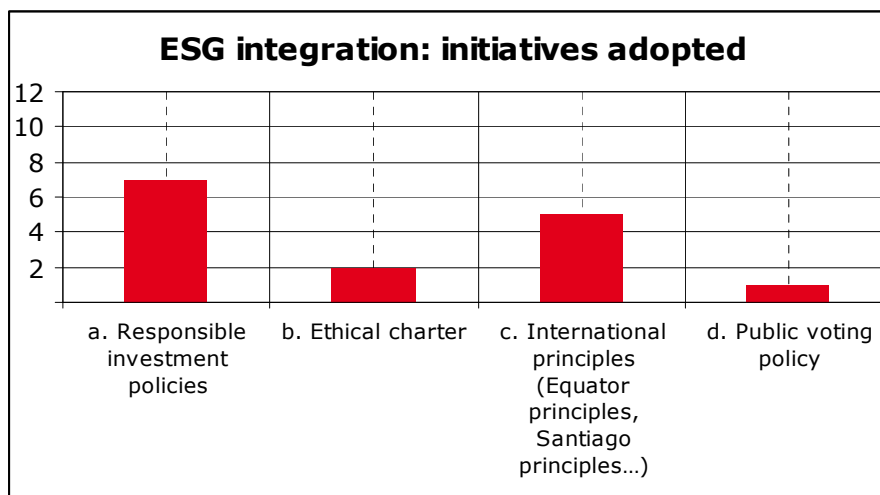 ESG integration: initiatives adopted
12
10
8
6
4
2
a. Responsible
investment
policies
b. Ethical charter
c. International
principles
(Equator
principles,
Santiago
principles…)
d. Public voting
policy